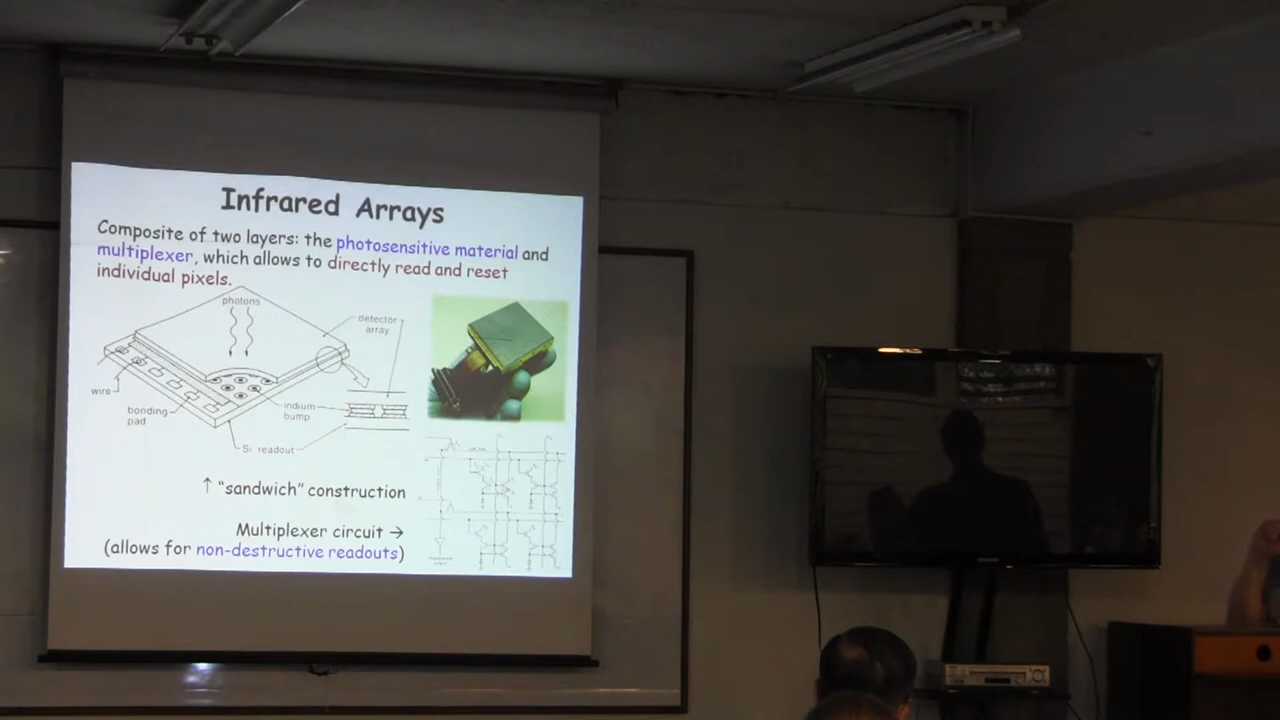 Infrared Arrays
Composite of two layers: the photosensitive material and
multiplexer, which allows to directly read and reset
individual pixels.
photons
detector
array
wire
bonding
pad
indium
bump
Si readout
↑ "sandwich" construction
Multiplexer circuit →
(allows for non-destructive readouts)